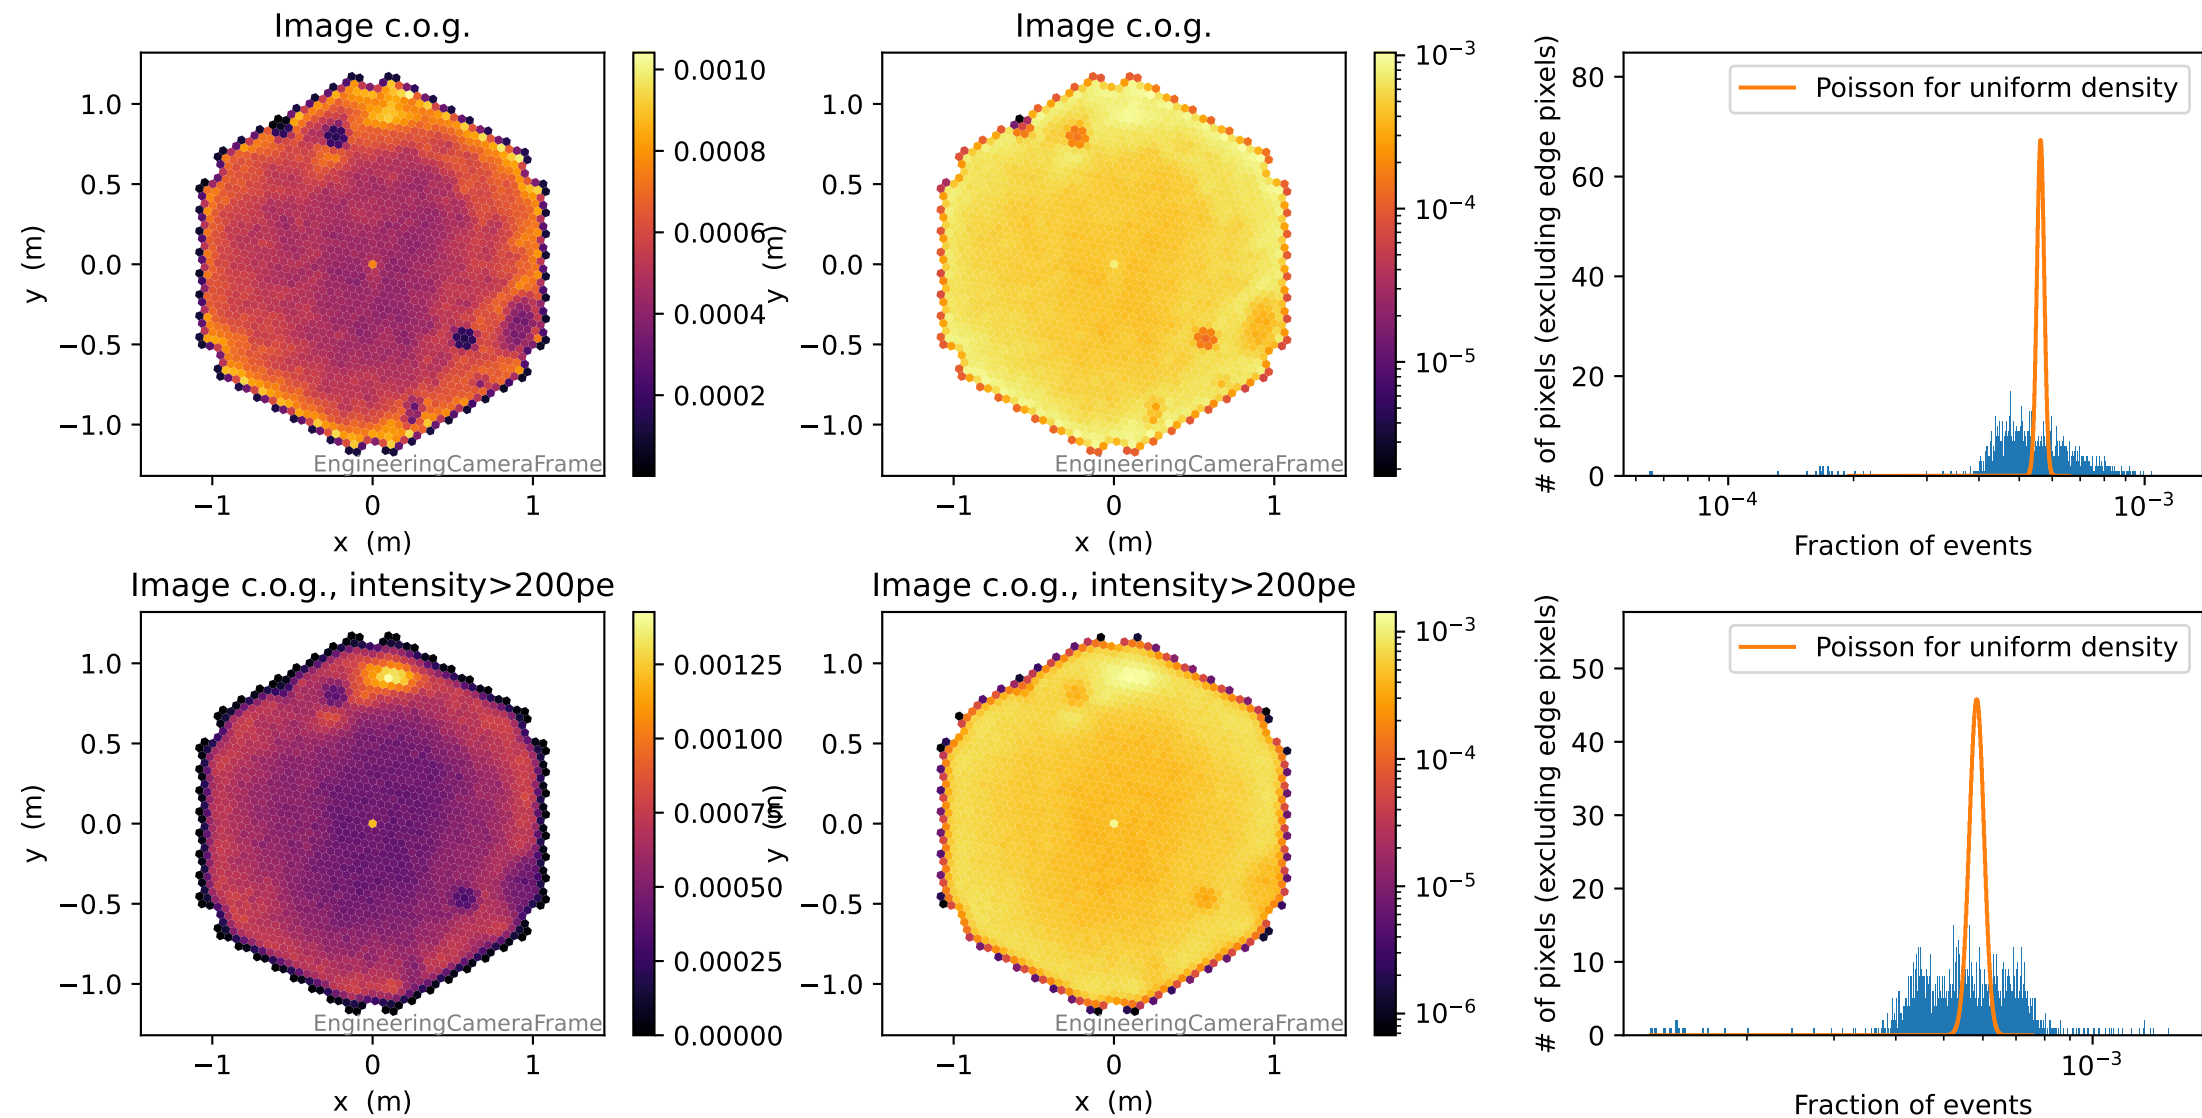 Image c.o.g.
1.0
0.5
0.0
−0.5
−1.0
y (m)
−1
0
1
x (m)
EngineeringCameraFrame
0.0010
0.0008
0.0006
0.0004
0.0002
Image c.o.g.
1.0
0.5
0.0
−0.5
−1.0
y (m)
−1
0
1
x (m)
EngineeringCameraFrame
10⁻³
10⁻⁴
10⁻⁵
80
60
40
20
0
# of pixels (excluding edge pixels)
Poisson for uniform density
10⁻⁴
10⁻³
Fraction of events
Image c.o.g., intensity>200pe
1.0
0.5
0.0
−0.5
−1.0
y (m)
−1
0
1
x (m)
EngineeringCameraFrame
0.00125
0.00100
0.00075
0.00050
0.00025
0.00000
Image c.o.g., intensity>200pe
1.0
0.5
0.0
−0.5
−1.0
y (m)
−1
0
1
x (m)
EngineeringCameraFrame
10⁻³
10⁻⁴
10⁻⁵
10⁻⁶
50
40
30
20
10
0
# of pixels (excluding edge pixels)
Poisson for uniform density
10⁻³
Fraction of events